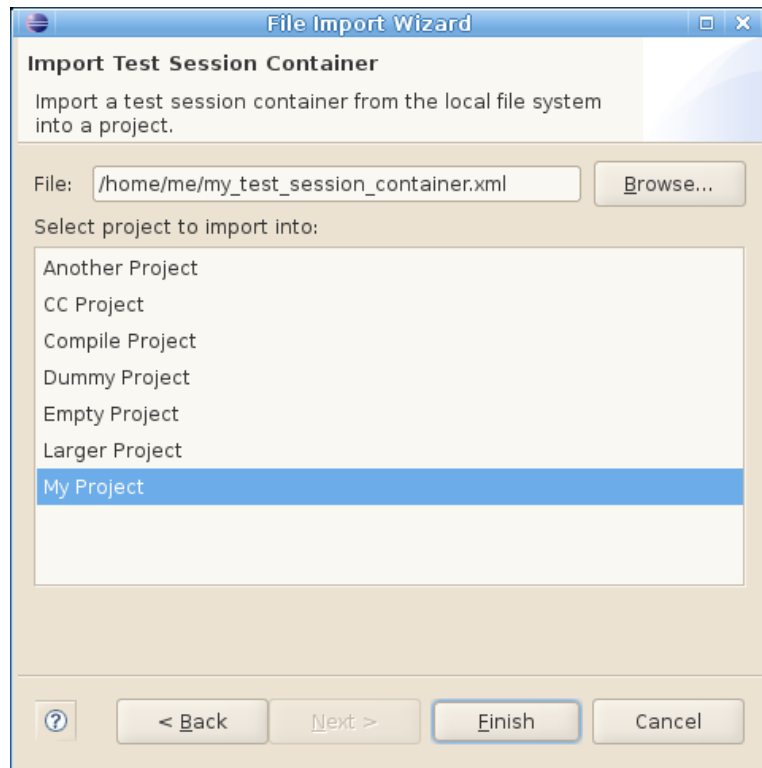 File Import Wizard
Import Test Session Container
Import a test session container from the local file system
into a project.
File: /home/me/my_test_session_container.xml Browse...
Select project to import into:
Another Project
CC Project
Compile Project
Dummy Project
Empty Project
Larger Project
My Project
? < Back Next > Finish Cancel